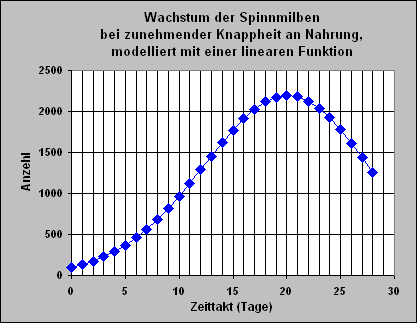 Wachstum der Spinnmilben
bei zunehmender Knappheit an Nahrung,
modelliert mit einer linearen Funktion
2500
2000
1500
1000
500
0
Anzehl
0 5 10 15 20 25 30
Zeittakt (Tage)